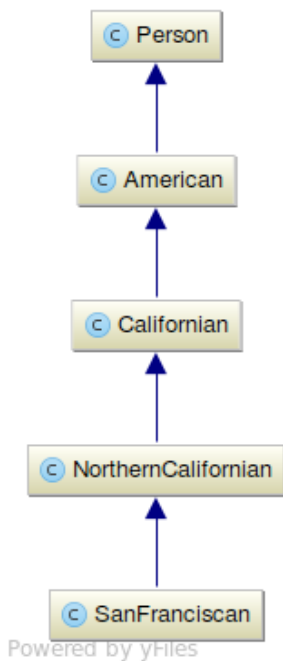 C Person
C American
C Californian
C NorthernCalifornian
C SanFranciscan
Powered by yFiles